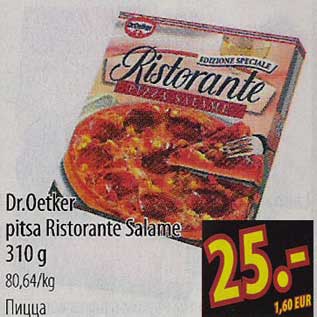 Dr.Oetker
EDIZIONE SPECIALE
Ristorante
PIZZA SALAME
Dr.Oetker
pitsa Ristorante Salame
310 g
80,64/kg
Пицца
25.-
1,60 EUR